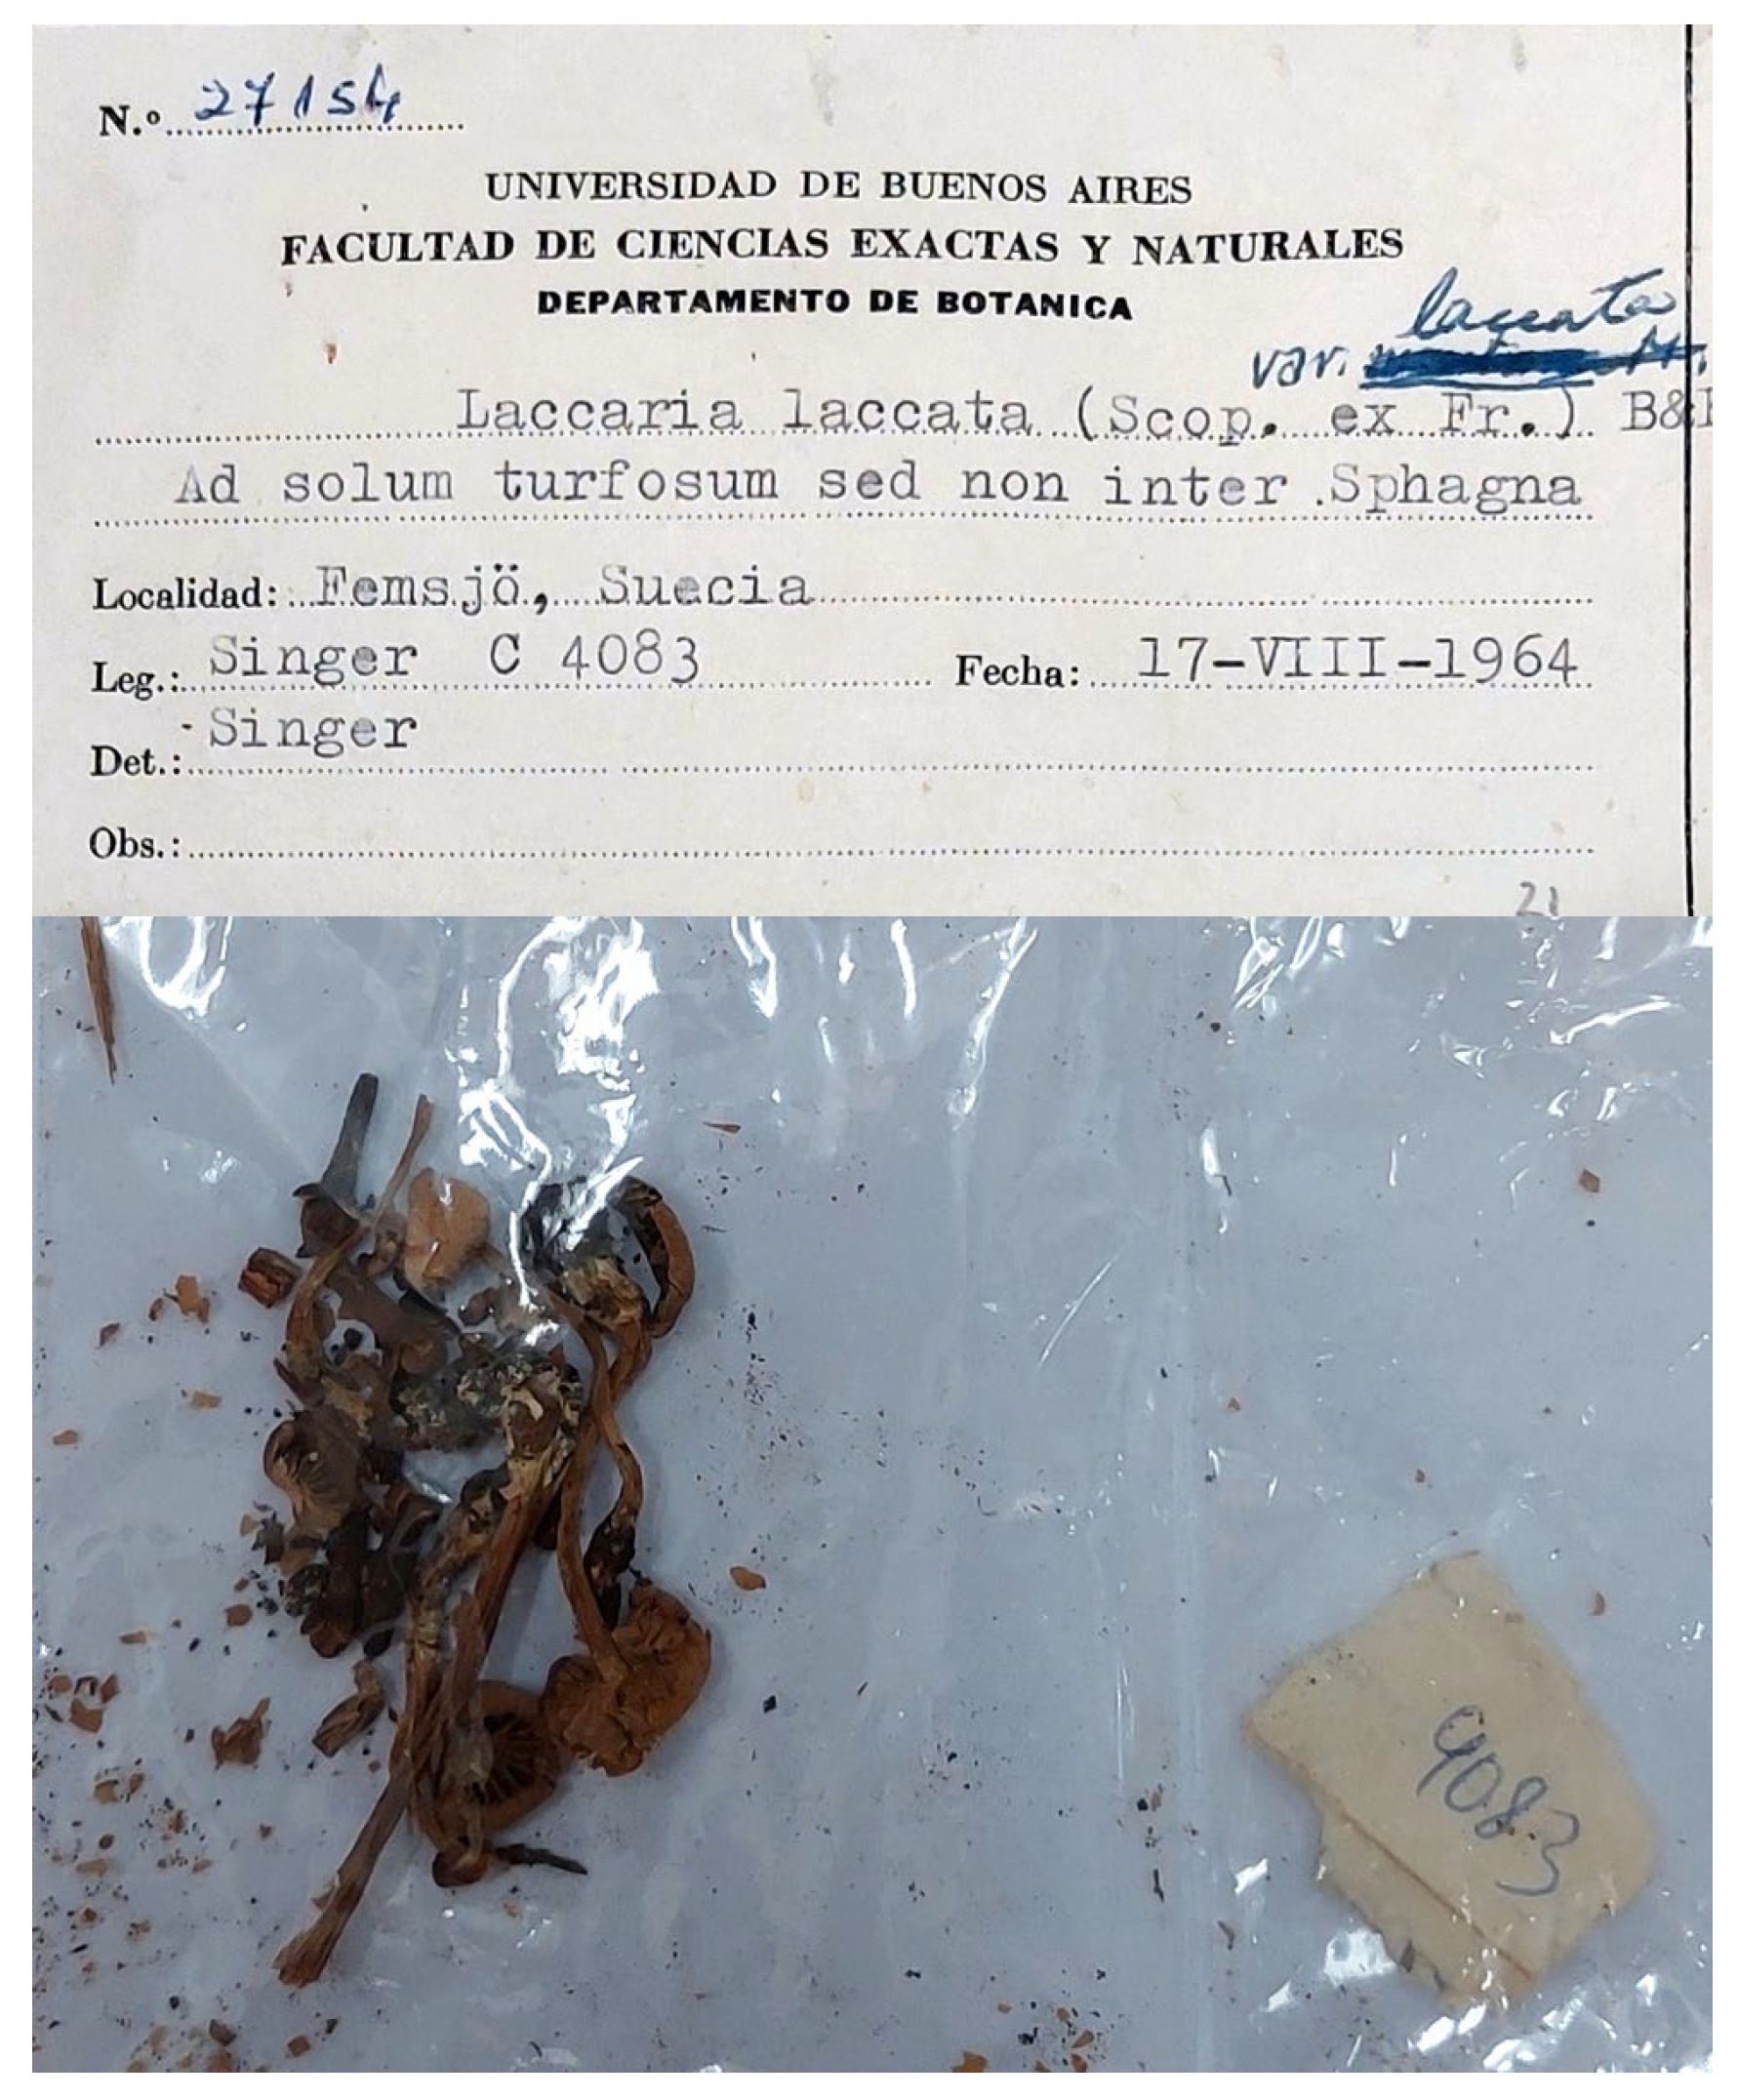 N.º 27154
UNIVERSIDAD DE BUENOS AIRES
FACULTAD DE CIENCIAS EXACTAS Y NATURALES
DEPARTAMENTO DE BOTANICA
laccata
var.
Laccaria laccata (Scop. ex Fr.) B&
Ad solum turfosum sed non inter Sphagna
Localidad: Femsjö, Suecia
Leg.: Singer C 4083 Fecha: 17-VIII-1964
Det.: Singer
Obs.:
4083